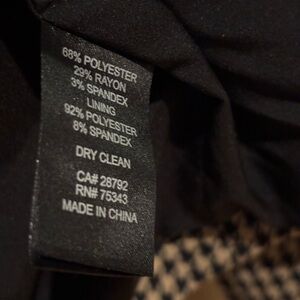 68% POLYESTER
29% RAYON
3% SPANDEX
LINING
92% POLYESTER
8% SPANDEX
DRY CLEAN
CA# 28792
RN# 75343
MADE IN CHINA